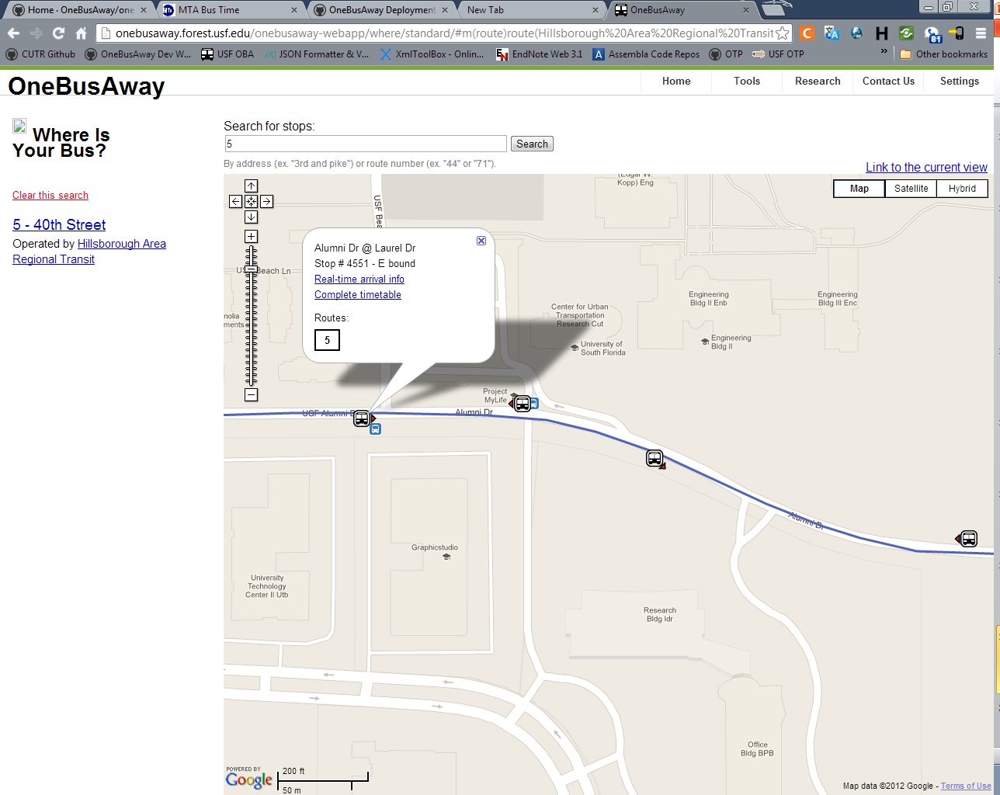 Home · OneBusAway/one
MTA Bus Time
OneBusAway Deployment
New Tab
OneBusAway
onebusaway.forest.usf.edu/onebusaway-webapp/where/standard/#m(route)route(Hillsborough%20Area%20Regional%20Transit
81
CUTR Github
OneBusAway Dev W...
USF OBA
JSON Formatter & V...
XmlToolBox - Onlin...
EndNote Web 3.1
Assembla Code Repos
OTP
USF OTP
»
Other bookmarks
OneBusAway
Home
Tools
Research
Contact Us
Settings
Where Is
Your Bus?
Clear this search
5 - 40th Street
Operated by Hillsborough Area
Regional Transit
Search for stops:
5
Search
By address (ex. "3rd and pike") or route number (ex. "44" or "71").
Link to the current view
Map
Satellite
Hybrid
Kopp) Eng
USF Bea
Beach Ln
Alumni Dr @ Laurel Dr
Stop # 4551 - E bound
Real-time arrival info
Complete timetable
Routes:
5
nolia
ments
Center for Urban
Transportation
Research Cut
University of
South Florida
Engineering
Bldg II Enb
Engineering
Bldg III Enc
Engineering
Bldg II
Project
MyLife
USF Alumni D
Alumni Dr
Alumni Dr
Graphicstudio
University
Technology
Center II Utb
Research
Bldg Idr
Office
Bldg BPB
POWERED BY
Google
200 ft
50 m
Map data ©2012 Google - Terms of Use